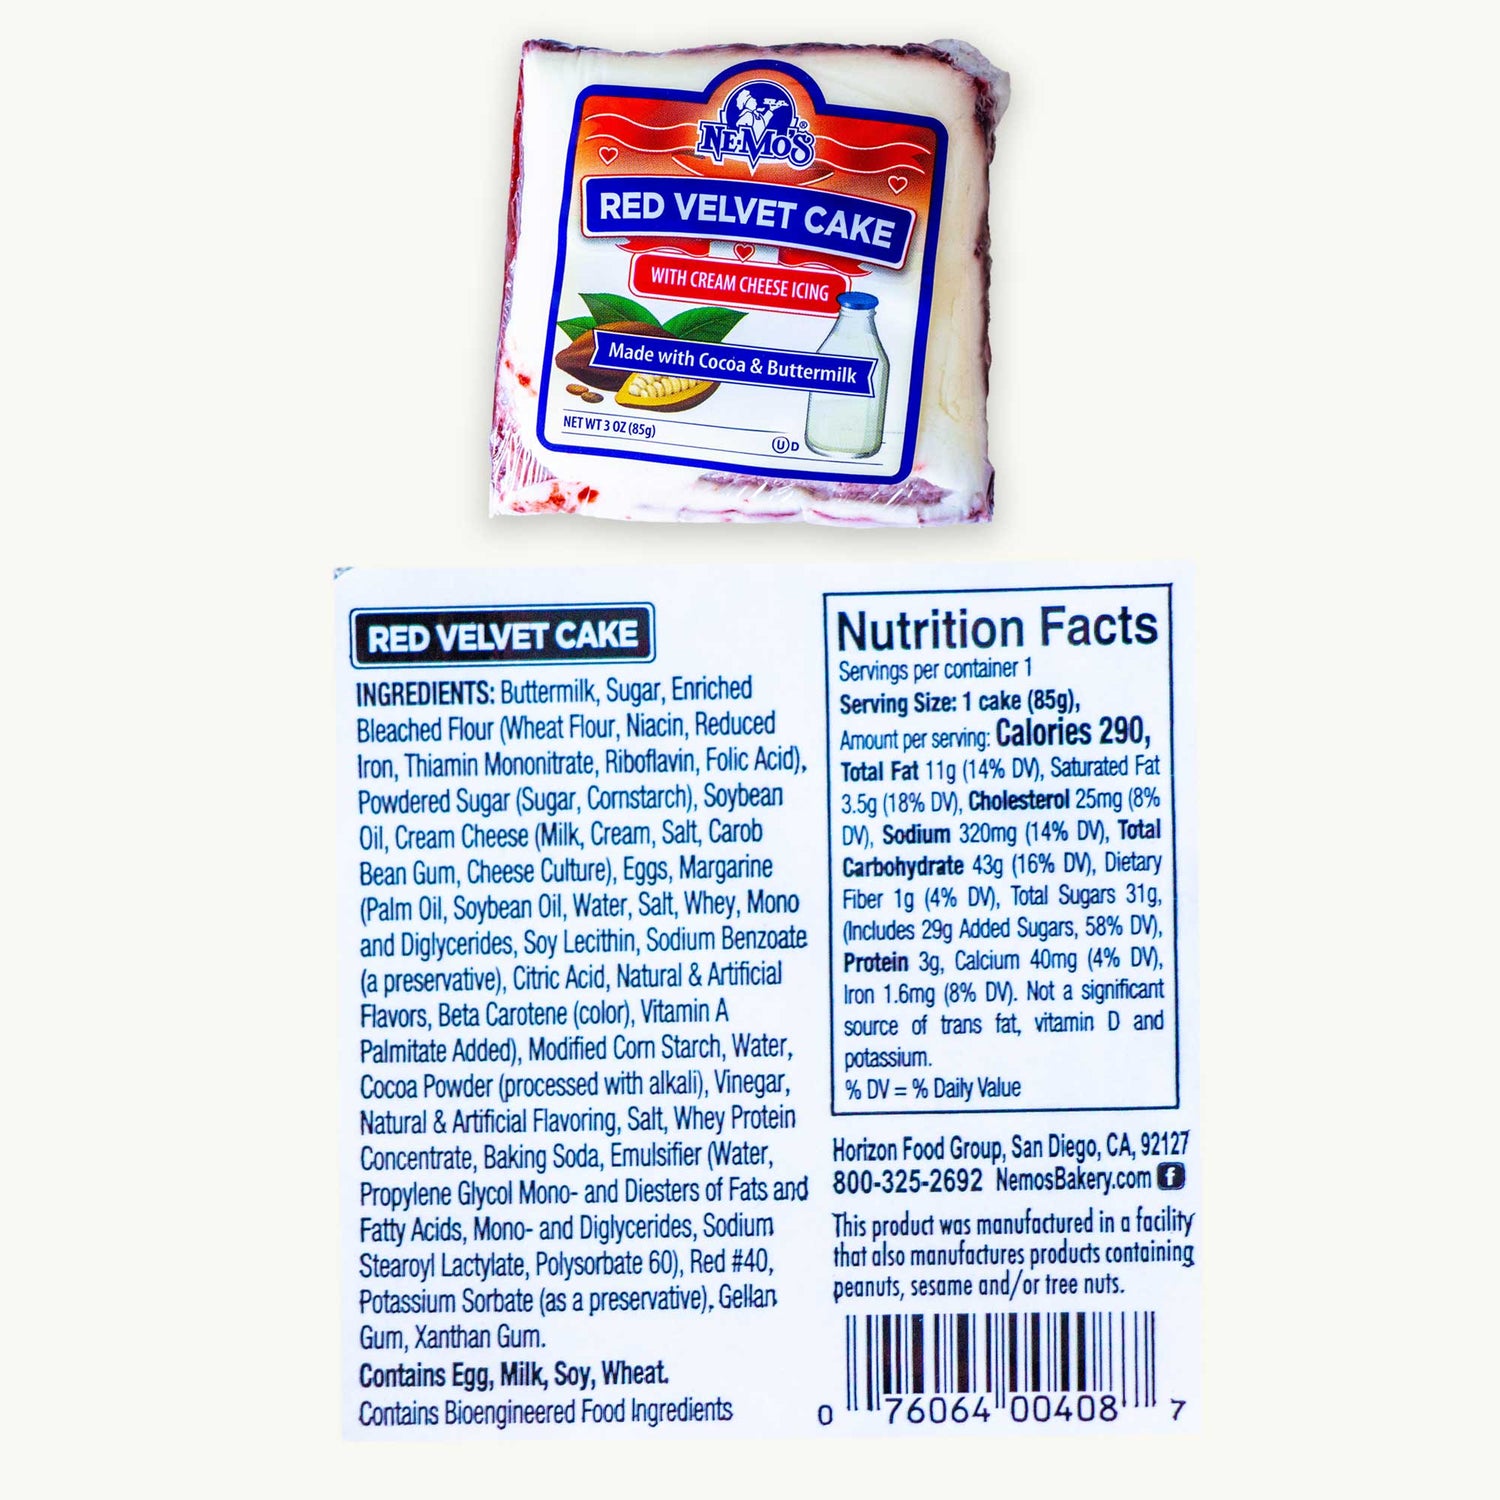 NE-MO'S®
RED VELVET CAKE
WITH CREAM CHEESE ICING
Made with Cocoa & Buttermilk
NET WT 3 OZ (85g)
U D
RED VELVET CAKE
INGREDIENTS: Buttermilk, Sugar, Enriched
Bleached Flour (Wheat Flour, Niacin, Reduced
Iron, Thiamin Mononitrate, Riboflavin, Folic Acid),
Powdered Sugar (Sugar, Cornstarch), Soybean
Oil, Cream Cheese (Milk, Cream, Salt, Carob
Bean Gum, Cheese Culture), Eggs, Margarine
(Palm Oil, Soybean Oil, Water, Salt, Whey, Mono
and Diglycerides, Soy Lecithin, Sodium Benzoate
(a preservative), Citric Acid, Natural & Artificial
Flavors, Beta Carotene (color), Vitamin A
Palmitate Added), Modified Corn Starch, Water,
Cocoa Powder (processed with alkali), Vinegar,
Natural & Artificial Flavoring, Salt, Whey Protein
Concentrate, Baking Soda, Emulsifier (Water,
Propylene Glycol Mono- and Diesters of Fats and
Fatty Acids, Mono- and Diglycerides, Sodium
Stearoyl Lactylate, Polysorbate 60), Red #40,
Potassium Sorbate (as a preservative), Gellan
Gum, Xanthan Gum.
Contains Egg, Milk, Soy, Wheat.
Contains Bioengineered Food Ingredients
Nutrition Facts
Servings per container 1
Serving Size: 1 cake (85g),
Amount per serving: Calories 290,
Total Fat 11g (14% DV), Saturated Fat
3.5g (18% DV), Cholesterol 25mg (8%
DV), Sodium 320mg (14% DV), Total
Carbohydrate 43g (16% DV), Dietary
Fiber 1g (4% DV), Total Sugars 31g,
(Includes 29g Added Sugars, 58% DV),
Protein 3g, Calcium 40mg (4% DV),
Iron 1.6mg (8% DV). Not a significant
source of trans fat, vitamin D and
potassium.
% DV = % Daily Value
Horizon Food Group, San Diego, CA, 92127
800-325-2692 NemosBakery.com f
This product was manufactured in a facility
that also manufactures products containing
peanuts, sesame and/or tree nuts.
0 76064 00408 7